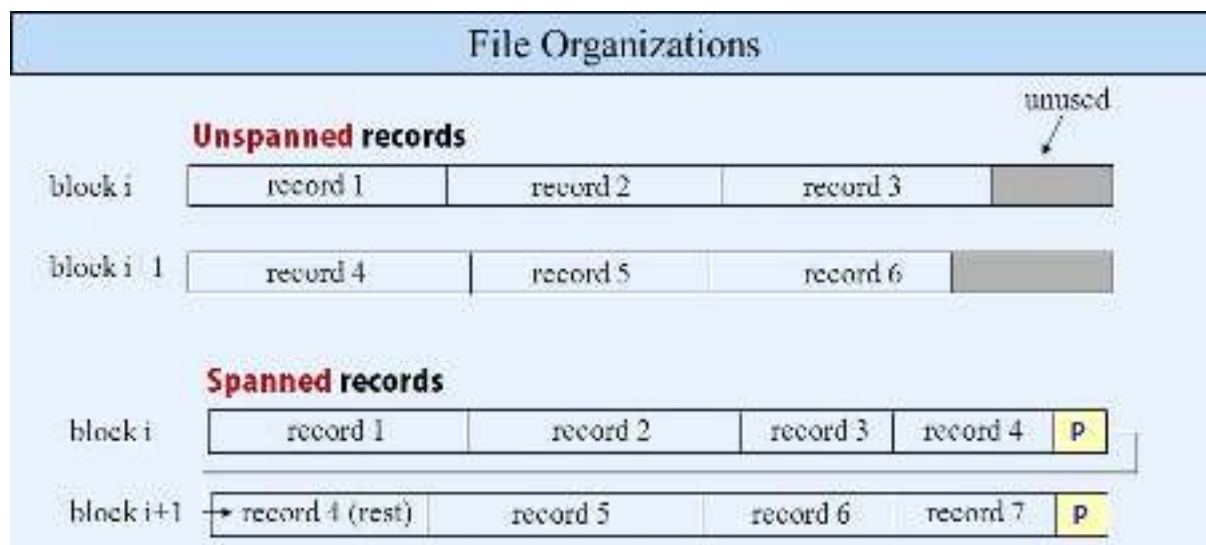 File Organizations
unused
Unspanned records
block i record 1 record 2 record 3
block i+1 record 4 record 5 record 6
Spanned records
block i record 1 record 2 record 3 record 4 P
block i+1 record 4 (rest) record 5 record 6 record 7 P